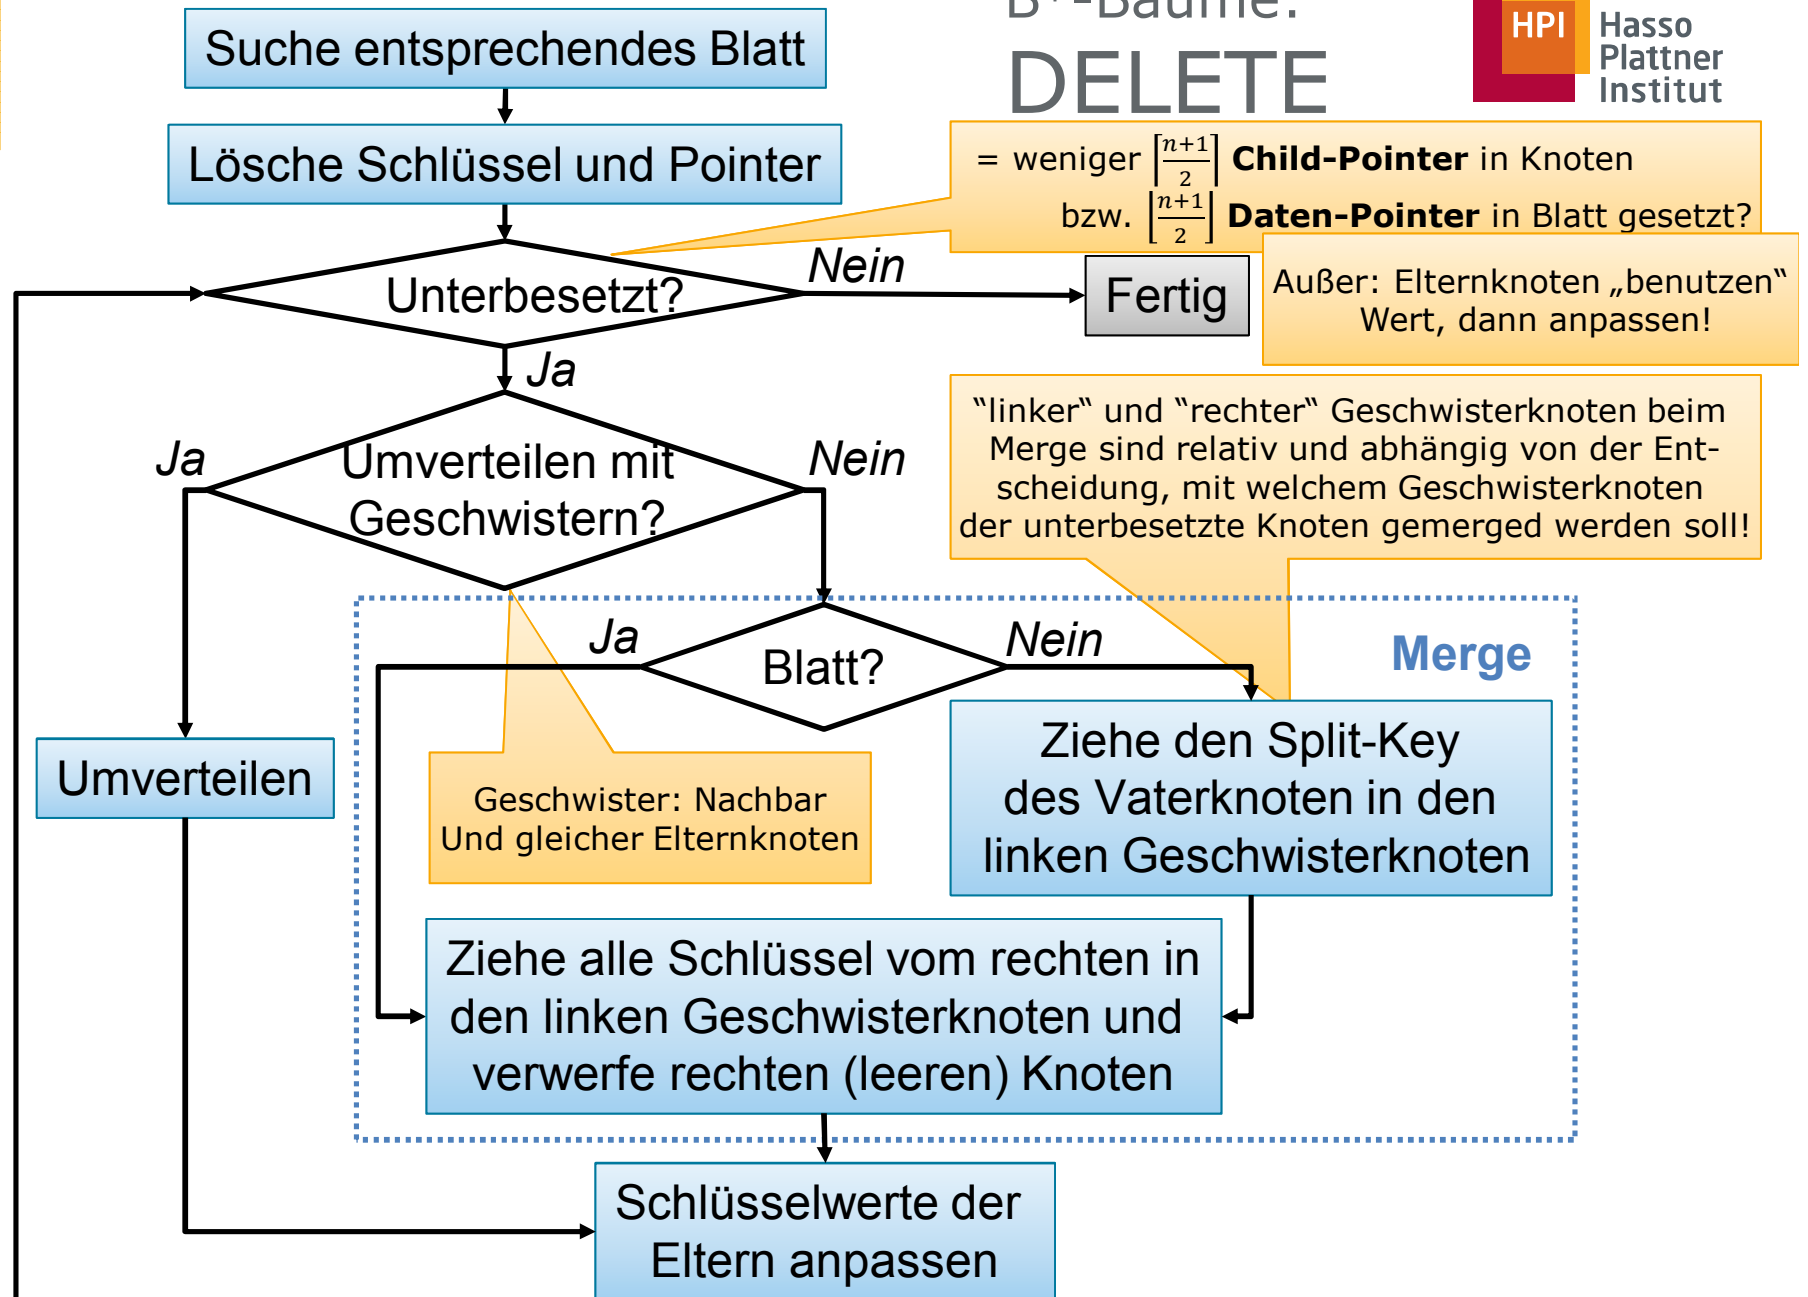 B+-Bäume:
DELETE
HPI
Hasso
Plattner
Institut
Suche entsprechendes Blatt
Lösche Schlüssel und Pointer
= weniger ⌈(n+1)/2⌉ Child-Pointer in Knoten
bzw. ⌊(n+1)/2⌋ Daten-Pointer in Blatt gesetzt?
Unterbesetzt?
Nein
Fertig
Außer: Elternknoten „benutzen“
Wert, dann anpassen!
Ja
Umverteilen mit
Geschwistern?
Ja
Nein
“linker“ und “rechter“ Geschwisterknoten beim
Merge sind relativ und abhängig von der Ent-
scheidung, mit welchem Geschwisterknoten
der unterbesetzte Knoten gemerged werden soll!
Merge
Blatt?
Ja
Nein
Umverteilen
Geschwister: Nachbar
Und gleicher Elternknoten
Ziehe den Split-Key
des Vaterknoten in den
linken Geschwisterknoten
Ziehe alle Schlüssel vom rechten in
den linken Geschwisterknoten und
verwerfe rechten (leeren) Knoten
Schlüsselwerte der
Eltern anpassen